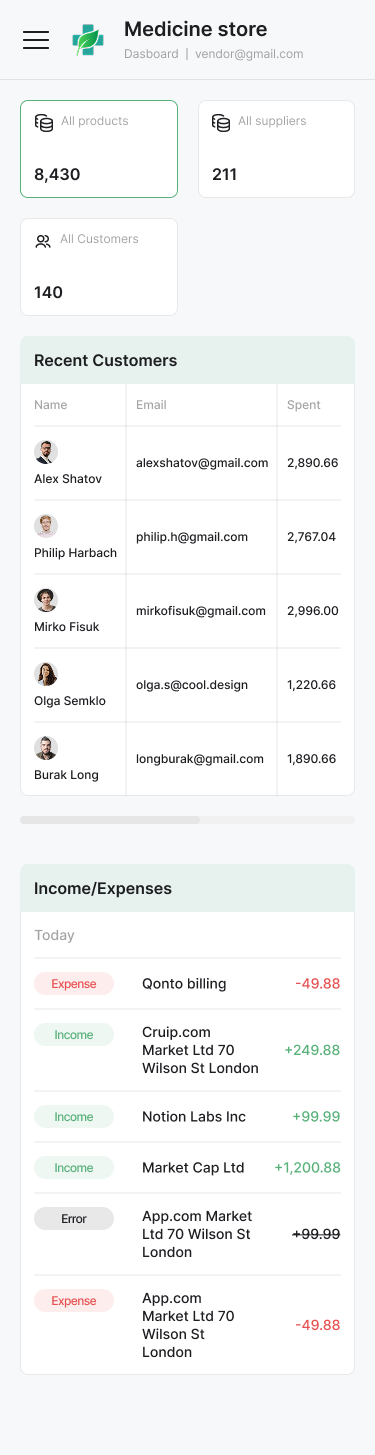 Medicine store
Dasboard | vendor@gmail.com
All products
8,430
All suppliers
211
All Customers
140
Recent Customers
Name Email Spent
Alex Shatov alexshatov@gmail.com 2,890.66
Philip Harbach philip.h@gmail.com 2,767.04
Mirko Fisuk mirkofisuk@gmail.com 2,996.00
Olga Semklo olga.s@cool.design 1,220.66
Burak Long longburak@gmail.com 1,890.66
Income/Expenses
Today
Expense Qonto billing -49.88
Income Cruip.com
Market Ltd 70 +249.88
Wilson St London
Income Notion Labs Inc +99.99
Income Market Cap Ltd +1,200.88
Error App.com Market
Ltd 70 Wilson St +99.99
London
Expense App.com
Market Ltd 70
Wilson St -49.88
London